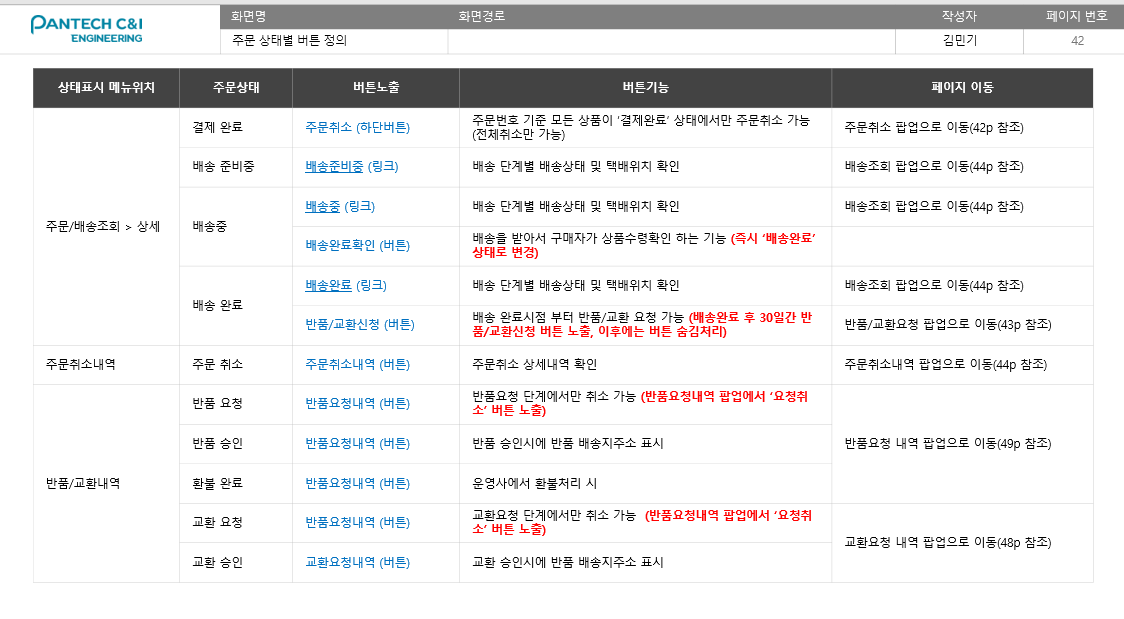 PANTECH C&I
ENGINEERING
화면명
화면경로
작성자
페이지 번호
주문 상태별 버튼 정의
김민기
42
상태표시 메뉴위치
주문상태
버튼노출
버튼기능
페이지 이동
주문/배송조회 > 상세
결제 완료
주문취소 (하단버튼)
주문번호 기준 모든 상품이 ‘결제완료’ 상태에서만 주문취소 가능
(전체취소만 가능)
주문취소 팝업으로 이동(42p 참조)
배송 준비중
배송준비중 (링크)
배송 단계별 배송상태 및 택배위치 확인
배송조회 팝업으로 이동(44p 참조)
배송중
배송중 (링크)
배송 단계별 배송상태 및 택배위치 확인
배송조회 팝업으로 이동(44p 참조)
배송완료확인 (버튼)
배송을 받아서 구매자가 상품수령확인 하는 기능 (즉시 ‘배송완료’
상태로 변경)
배송 완료
배송완료 (링크)
배송 단계별 배송상태 및 택배위치 확인
배송조회 팝업으로 이동(44p 참조)
반품/교환신청 (버튼)
배송 완료시점 부터 반품/교환 요청 가능 (배송완료 후 30일간 반
품/교환신청 버튼 노출, 이후에는 버튼 숨김처리)
반품/교환요청 팝업으로 이동(43p 참조)
주문취소내역
주문 취소
주문취소내역 (버튼)
주문취소 상세내역 확인
주문취소내역 팝업으로 이동(44p 참조)
반품/교환내역
반품 요청
반품요청내역 (버튼)
반품요청 단계에서만 취소 가능 (반품요청내역 팝업에서 ‘요청취
소’ 버튼 노출)
반품요청 내역 팝업으로 이동(49p 참조)
반품 승인
반품요청내역 (버튼)
반품 승인시에 반품 배송지주소 표시
환불 완료
반품요청내역 (버튼)
운영사에서 환불처리 시
교환 요청
반품요청내역 (버튼)
교환요청 단계에서만 취소 가능 (반품요청내역 팝업에서 ‘요청취
소’ 버튼 노출)
교환요청 내역 팝업으로 이동(48p 참조)
교환 승인
교환요청내역 (버튼)
교환 승인시에 반품 배송지주소 표시